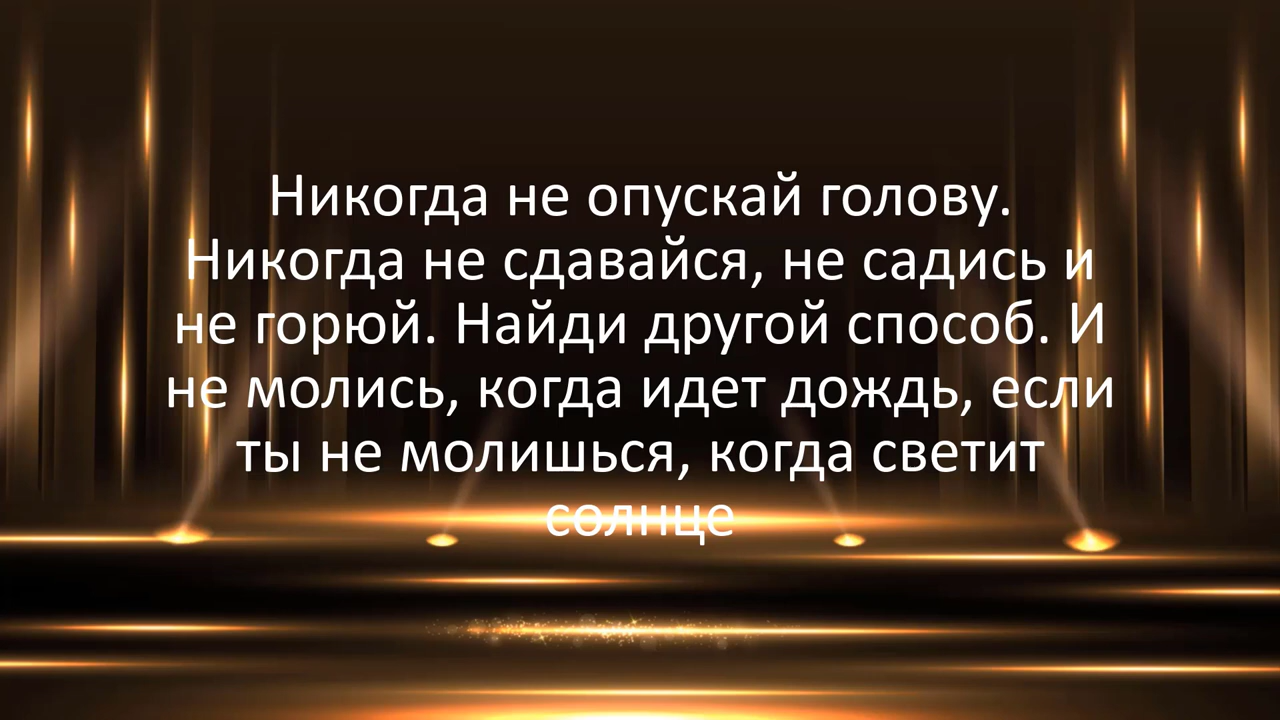 Никогда не опускай голову.
Никогда не сдавайся, не садись и
не горюй. Найди другой способ. И
не молись, когда идет дождь, если
ты не молишься, когда светит
солнце